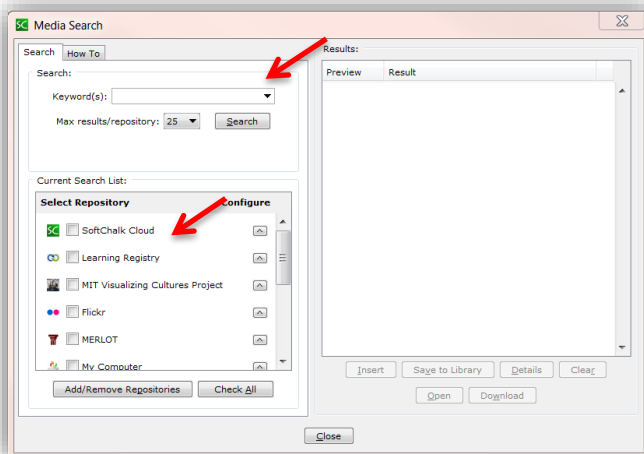 SC Media Search
Search How To
Search:
Keyword(s):
Max results/repository: 25 Search
Current Search List:
Select Repository
SC SoftChalk Cloud
Learning Registry
MIT Visualizing Cultures Project
Flickr
MERLOT
My Computer
Add/Remove Repositories Check All
Results:
Preview Result
Insert Save to Library Details Clear
Open Download
Close